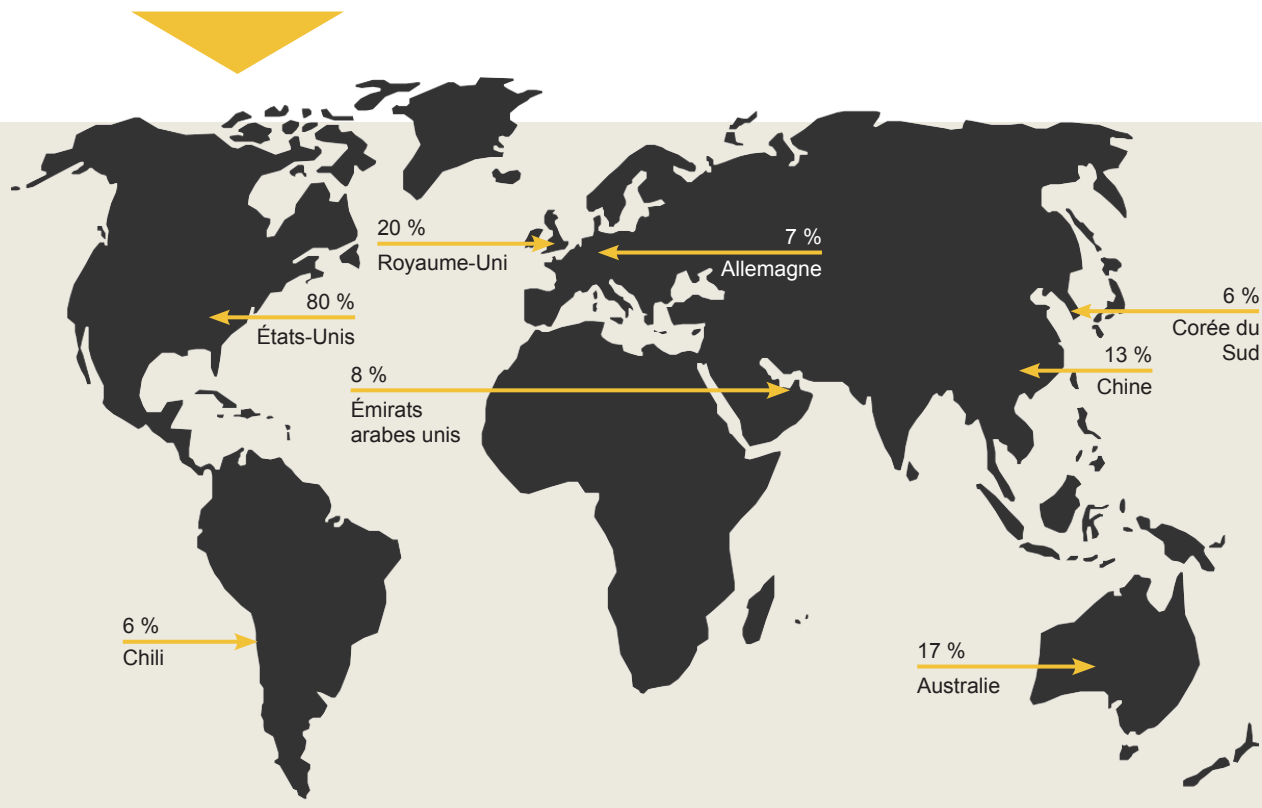 20 %
Royaume-Uni
7 %
Allemagne
80 %
États-Unis
6 %
Corée du
Sud
13 %
Chine
8 %
Émirats
arabes unis
6 %
Chili
17 %
Australie